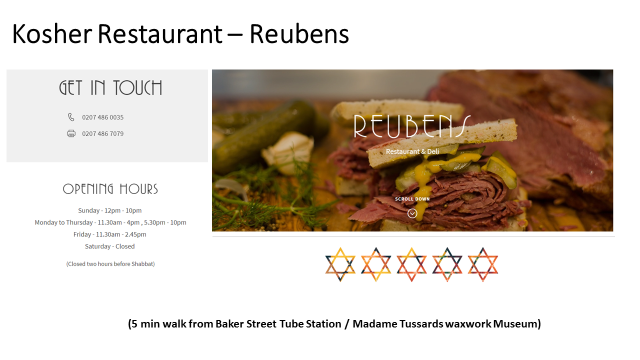 Kosher Restaurant – Reubens
GET IN TOUCH
0207 486 0035
0207 486 7079
OPENING HOURS
Sunday - 12pm - 10pm
Monday to Thursday - 11.30am - 4pm , 5.30pm - 10pm
Friday - 11.30am - 2.45pm
Saturday - Closed
(Closed two hours before Shabbat)
REUBENS
Restaurant & Deli
SCROLL DOWN
(5 min walk from Baker Street Tube Station / Madame Tussards waxwork Museum)